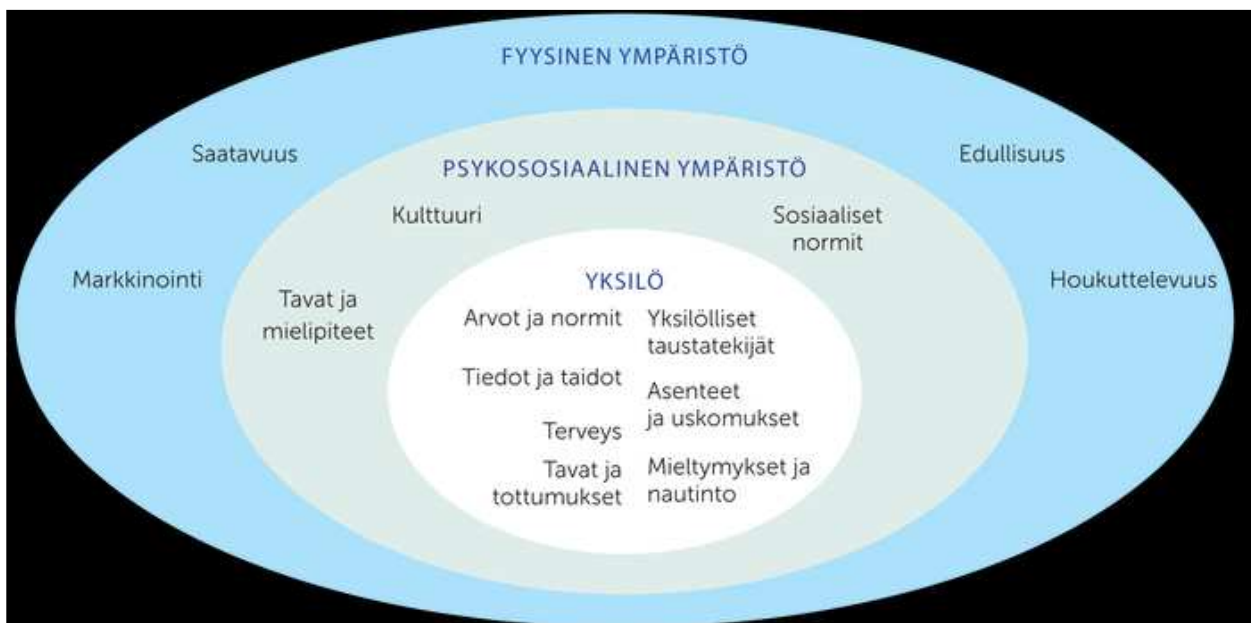 FYYSINEN YMPÄRISTÖ
Saatavuus
Edullisuus
Markkinointi
Houkuttelevuus
PSYKOSOSIAALINEN YMPÄRISTÖ
Kulttuuri
Sosiaaliset
normit
Tavat ja
mielipiteet
YKSILÖ
Arvot ja normit
Tiedot ja taidot
Terveys
Tavat ja
tottumukset
Yksilölliset
taustatekijät
Asenteet
ja uskomukset
Mieltymykset ja
nautinto